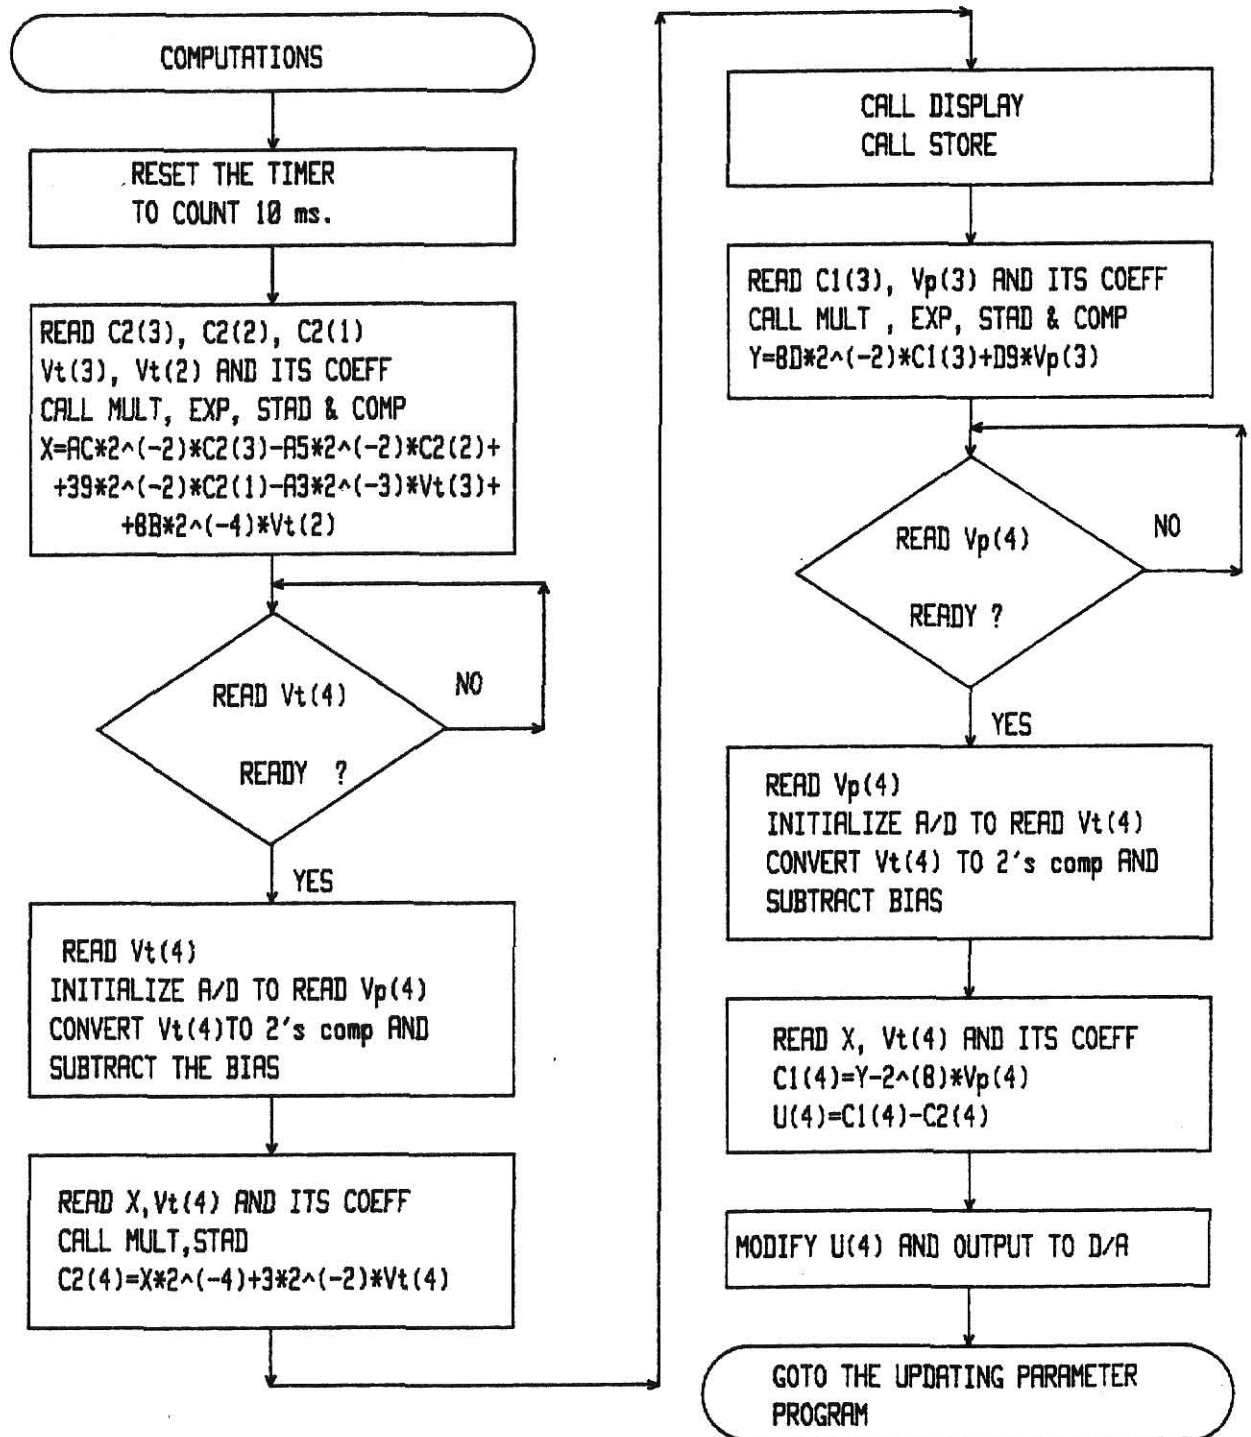 COMPUTATIONS
RESET THE TIMER
TO COUNT 10 ms.
READ C2(3), C2(2), C2(1)
Vt(3), Vt(2) AND ITS COEFF
CALL MULT, EXP, STAD & COMP
X=AC*2^(-2)*C2(3)-A5*2^(-2)*C2(2)+
+39*2^(-2)*C2(1)-A3*2^(-3)*Vt(3)+
+8B*2^(-4)*Vt(2)
READ Vt(4)
READY ?
NO
YES
READ Vt(4)
INITIALIZE A/D TO READ Vp(4)
CONVERT Vt(4)TO 2's comp AND
SUBTRACT THE BIAS
READ X,Vt(4) AND ITS COEFF
CALL MULT,STAD
C2(4)=X*2^(-4)+3*2^(-2)*Vt(4)
CALL DISPLAY
CALL STORE
READ C1(3), Vp(3) AND ITS COEFF
CALL MULT , EXP, STAD & COMP
Y=8D*2^(-2)*C1(3)+D9*Vp(3)
READ Vp(4)
READY ?
NO
YES
READ Vp(4)
INITIALIZE A/D TO READ Vt(4)
CONVERT Vt(4) TO 2's comp AND
SUBTRACT BIAS
READ X, Vt(4) AND ITS COEFF
C1(4)=Y-2^(8)*Vp(4)
U(4)=C1(4)-C2(4)
MODIFY U(4) AND OUTPUT TO D/A
GOTO THE UPDATING PARAMETER
PROGRAM